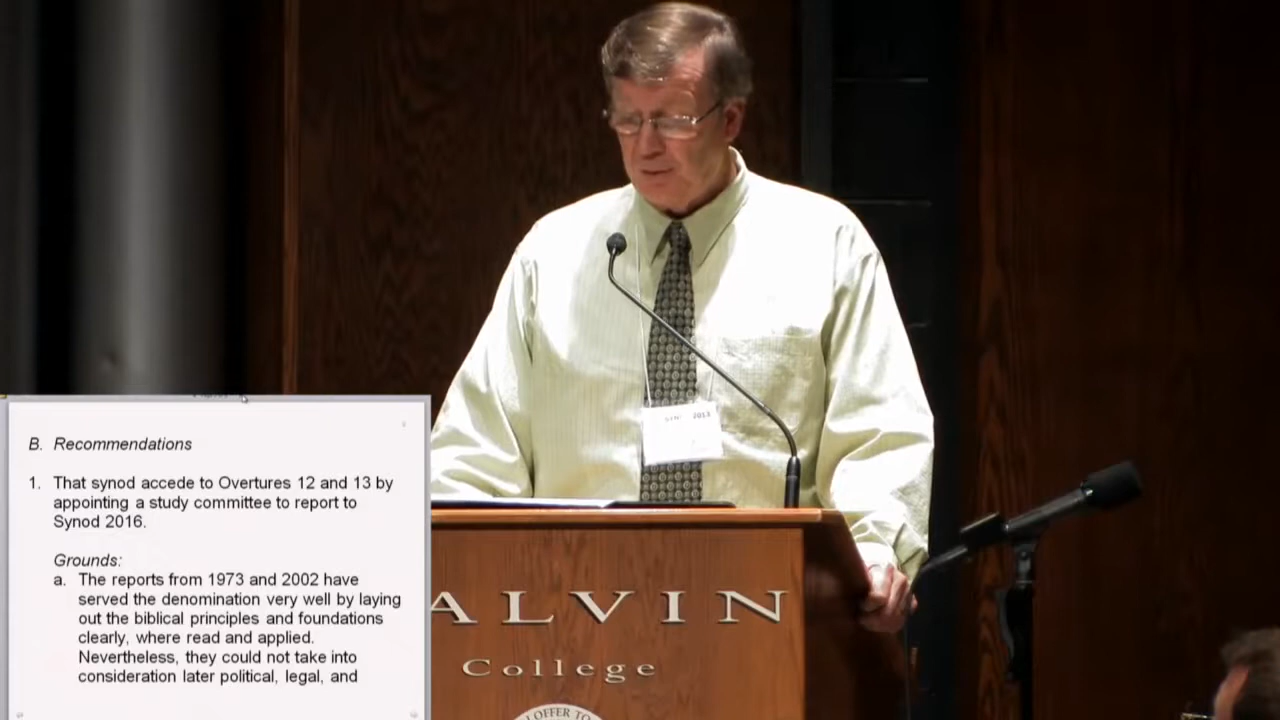 B. Recommendations
1. That synod accede to Overtures 12 and 13 by
appointing a study committee to report to
Synod 2016.
Grounds:
a. The reports from 1973 and 2002 have
served the denomination very well by laying
out the biblical principles and foundations
clearly, where read and applied.
Nevertheless, they could not take into
consideration later political, legal, and
2013
ALVIN
College
OFFER TO